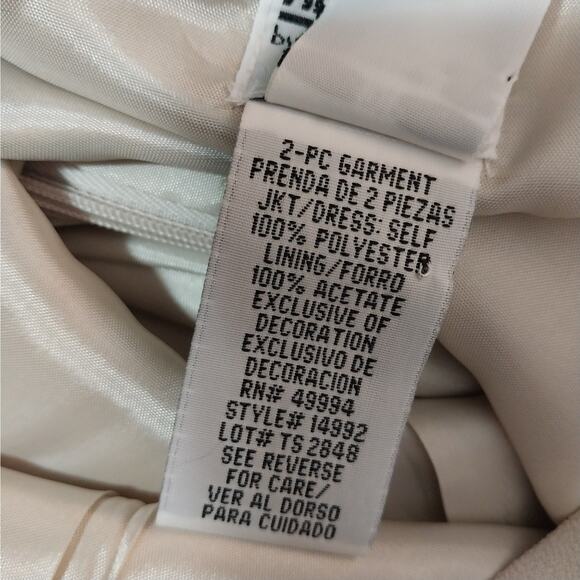 by
2-PC GARMENT
PRENDA DE 2 PIEZAS
JKT/DRESS: SELF
100% POLYESTER
LINING/FORRO
100% ACETATE
EXCLUSIVE OF
DECORATION
EXCLUSIVO DE
DECORACION
RN# 49994
STYLE# 14992
LOT# TS 2848
SEE REVERSE
FOR CARE/
VER AL DORSO
PARA CUIDADO